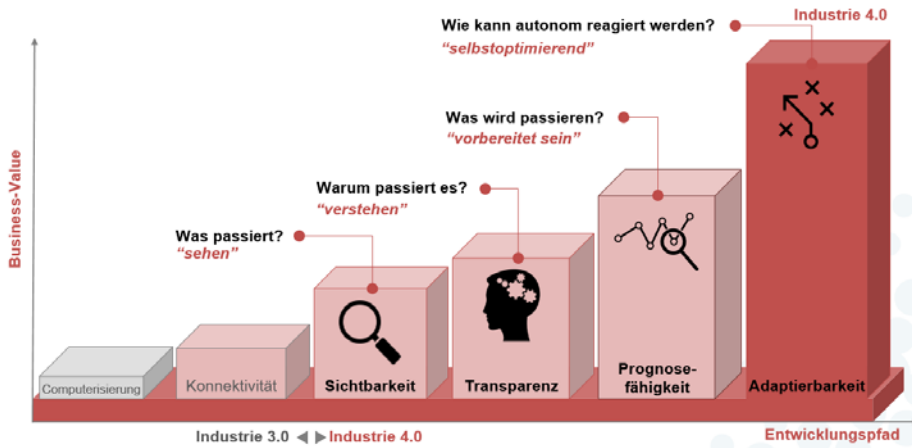 Wie kann autonom reagiert werden?
"selbstoptimierend"
Industrie 4.0
Was wird passieren?
"vorbereitet sein"
Warum passiert es?
"verstehen"
Was passiert?
"sehen"
Business-Value
Computerisierung
Konnektivität
Sichtbarkeit
Transparenz
Prognose-
fähigkeit
Adaptierbarkeit
Industrie 3.0 ◄ ► Industrie 4.0
Entwicklungspfad